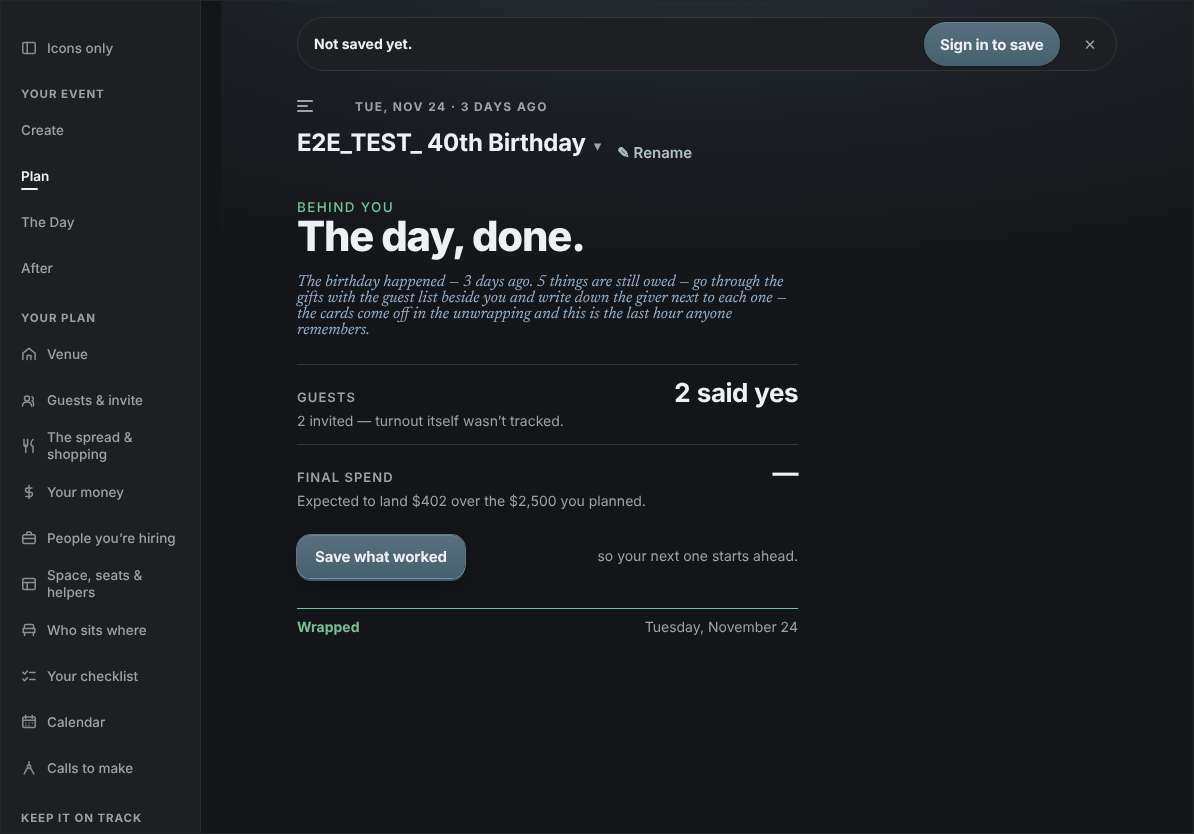 Icons only
YOUR EVENT
Create
Plan
The Day
After
YOUR PLAN
Venue
Guests & invite
The spread &
shopping
Your money
People you're hiring
Space, seats &
helpers
Who sits where
Your checklist
Calendar
Calls to make
KEEP IT ON TRACK
Not saved yet.
Sign in to save
TUE, NOV 24 · 3 DAYS AGO
E2E_TEST_ 40th Birthday ▾
✎ Rename
BEHIND YOU
The day, done.
The birthday happened – 3 days ago. 5 things are still owed – go through the
gifts with the guest list beside you and write down the giver next to each one –
the cards come off in the unwrapping and this is the last hour anyone
remembers.
GUESTS
2 said yes
2 invited — turnout itself wasn't tracked.
FINAL SPEND
—
Expected to land $402 over the $2,500 you planned.
Save what worked
so your next one starts ahead.
Wrapped
Tuesday, November 24